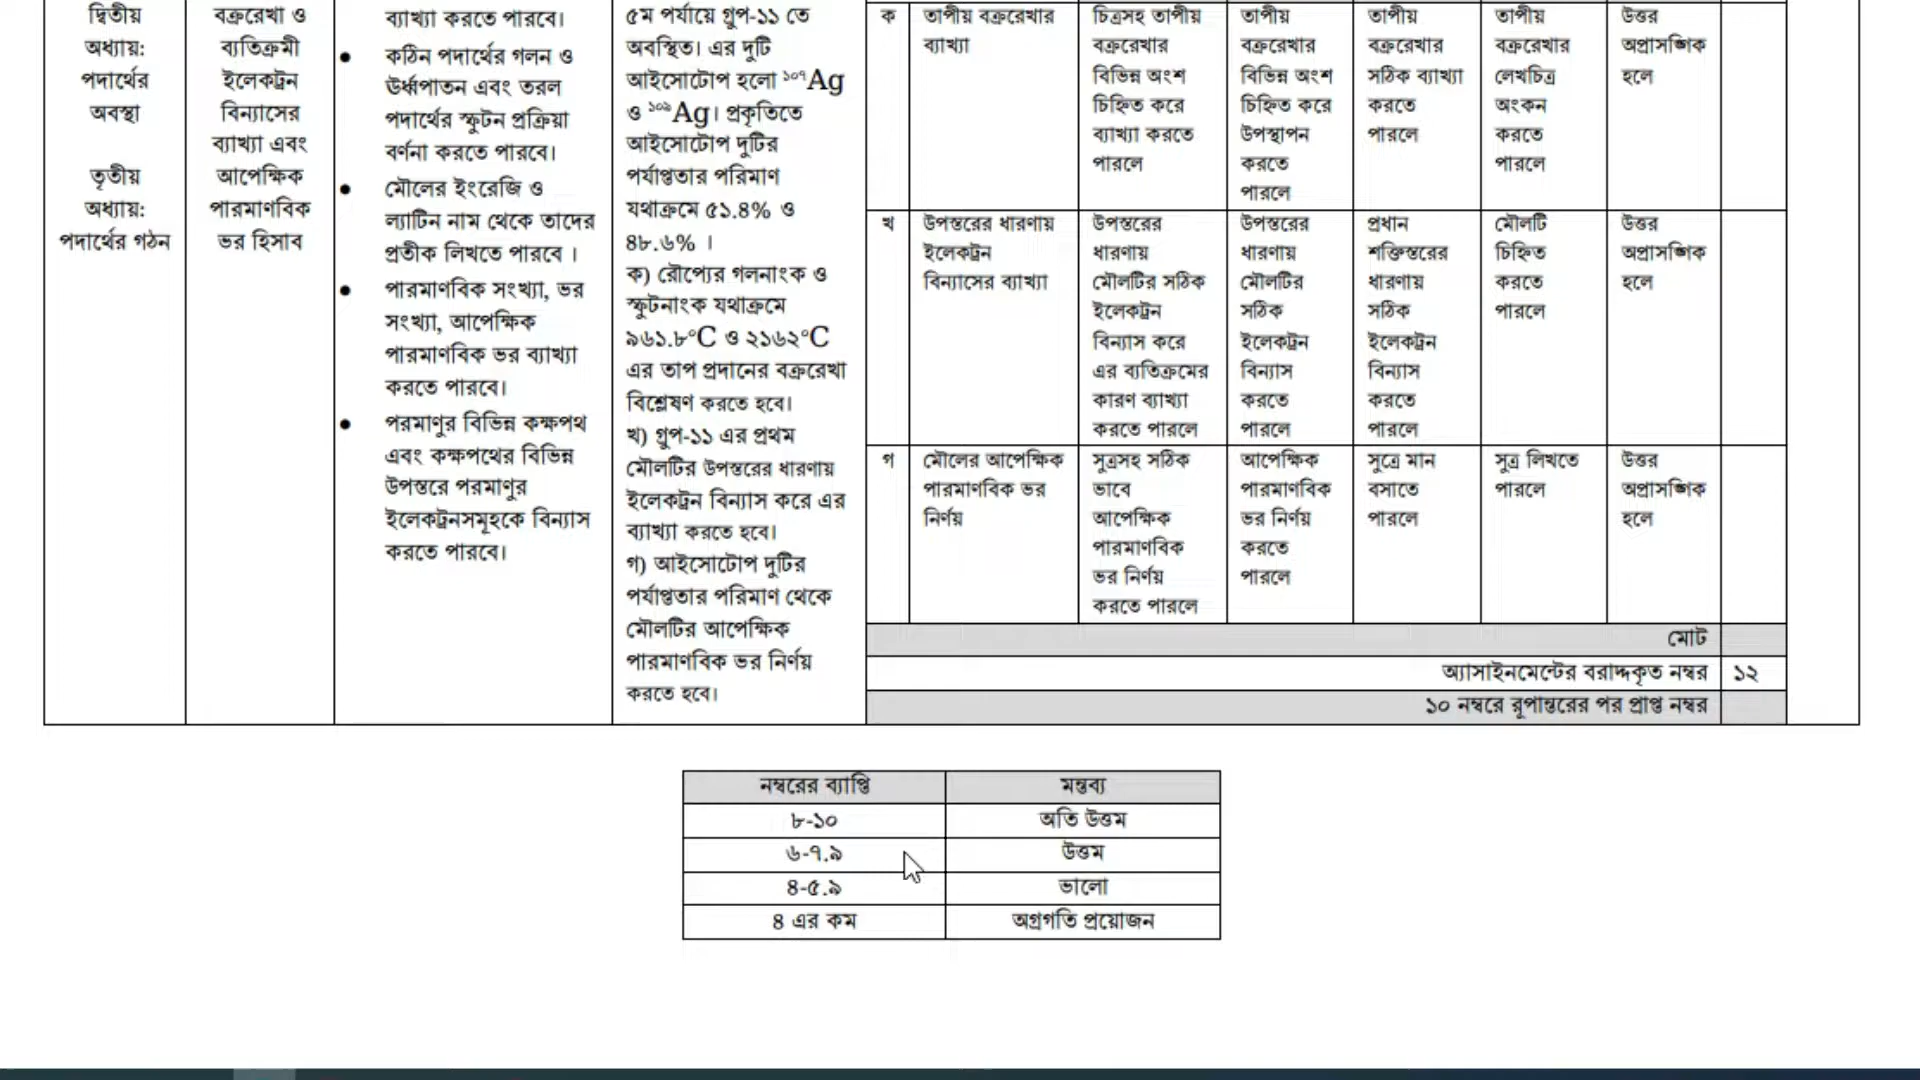 দ্বিতীয়
অধ্যায়:
পদার্থের
অবস্থা
তৃতীয়
অধ্যায়:
পদার্থের গঠন
বক্ররেখা ও
ব্যতিক্রমী
ইলেকট্রন
বিন্যাসের
ব্যাখ্যা এবং
আপেক্ষিক
পারমাণবিক
ভর হিসাব
ব্যাখ্যা করতে পারবে।
● কঠিন পদার্থের গলন ও
ঊর্ধ্বপাতন এবং তরল
পদার্থের স্ফুটন প্রক্রিয়া
বর্ণনা করতে পারবে।
● মৌলের ইংরেজি ও
ল্যাটিন নাম থেকে তাদের
প্রতীক লিখতে পারবে ।
● পারমাণবিক সংখ্যা, ভর
সংখ্যা, আপেক্ষিক
পারমাণবিক ভর ব্যাখ্যা
করতে পারবে।
● পরমাণুর বিভিন্ন কক্ষপথ
এবং কক্ষপথের বিভিন্ন
উপস্তরে পরমাণুর
ইলেকট্রনসমূহকে বিন্যাস
করতে পারবে।
৫ম পর্যায়ে গ্রুপ-১১ তে
অবস্থিত। এর দুটি
আইসোটোপ হলো ¹⁰⁷Ag
ও ¹⁰⁹Ag। প্রকৃতিতে
আইসোটোপ দুটির
পর্যাপ্ততার পরিমাণ
যথাক্রমে ৫১.৪% ও
৪৮.৬% ।
ক) রৌপ্যের গলনাংক ও
স্ফুটনাংক যথাক্রমে
৯৬১.৮°C ও ২১৬২°C
এর তাপ প্রদানের বক্ররেখা
বিশ্লেষণ করতে হবে।
খ) গ্রুপ-১১ এর প্রথম
মৌলটির উপস্তরের ধারণায়
ইলেকট্রন বিন্যাস করে এর
ব্যাখ্যা করতে হবে।
গ) আইসোটোপ দুটির
পর্যাপ্ততার পরিমাণ থেকে
মৌলটির আপেক্ষিক
পারমাণবিক ভর নির্ণয়
করতে হবে।
ক
তাপীয় বক্ররেখার
ব্যাখ্যা
চিত্রসহ তাপীয়
বক্ররেখার
বিভিন্ন অংশ
চিহ্নিত করে
ব্যাখ্যা করতে
পারলে
তাপীয়
বক্ররেখার
বিভিন্ন অংশ
চিহ্নিত করে
উপস্থাপন
করতে
পারলে
তাপীয়
বক্ররেখার
সঠিক ব্যাখ্যা
করতে
পারলে
তাপীয়
বক্ররেখার
লেখচিত্র
অংকন
করতে
পারলে
উত্তর
অপ্রাসঙ্গিক
হলে
খ
উপস্তরের ধারণায়
ইলেকট্রন
বিন্যাসের ব্যাখ্যা
উপস্তরের
ধারণায়
মৌলটির সঠিক
ইলেকট্রন
বিন্যাস করে
এর ব্যতিক্রমের
কারণ ব্যাখ্যা
করতে পারলে
উপস্তরের
ধারণায়
মৌলটির
সঠিক
ইলেকট্রন
বিন্যাস
করতে
পারলে
প্রধান
শক্তিস্তরের
ধারণায়
সঠিক
ইলেকট্রন
বিন্যাস
করতে
পারলে
মৌলটি
চিহ্নিত
করতে
পারলে
উত্তর
অপ্রাসঙ্গিক
হলে
গ
মৌলের আপেক্ষিক
পারমাণবিক ভর
নির্ণয়
সুত্রসহ সঠিক
ভাবে
আপেক্ষিক
পারমাণবিক
ভর নির্ণয়
করতে পারলে
আপেক্ষিক
পারমাণবিক
ভর নির্ণয়
করতে
পারলে
সুত্রে মান
বসাতে
পারলে
সুত্র লিখতে
পারলে
উত্তর
অপ্রাসঙ্গিক
হলে
মোট
অ্যাসাইনমেন্টের বরাদ্দকৃত নম্বর ১২
১০ নম্বরে রূপান্তরের পর প্রাপ্ত নম্বর
নম্বরের ব্যাপ্তি মন্তব্য
৮-১০ অতি উত্তম
৬-৭.৯ উত্তম
৪-৫.৯ ভালো
৪ এর কম অগ্রগতি প্রয়োজন